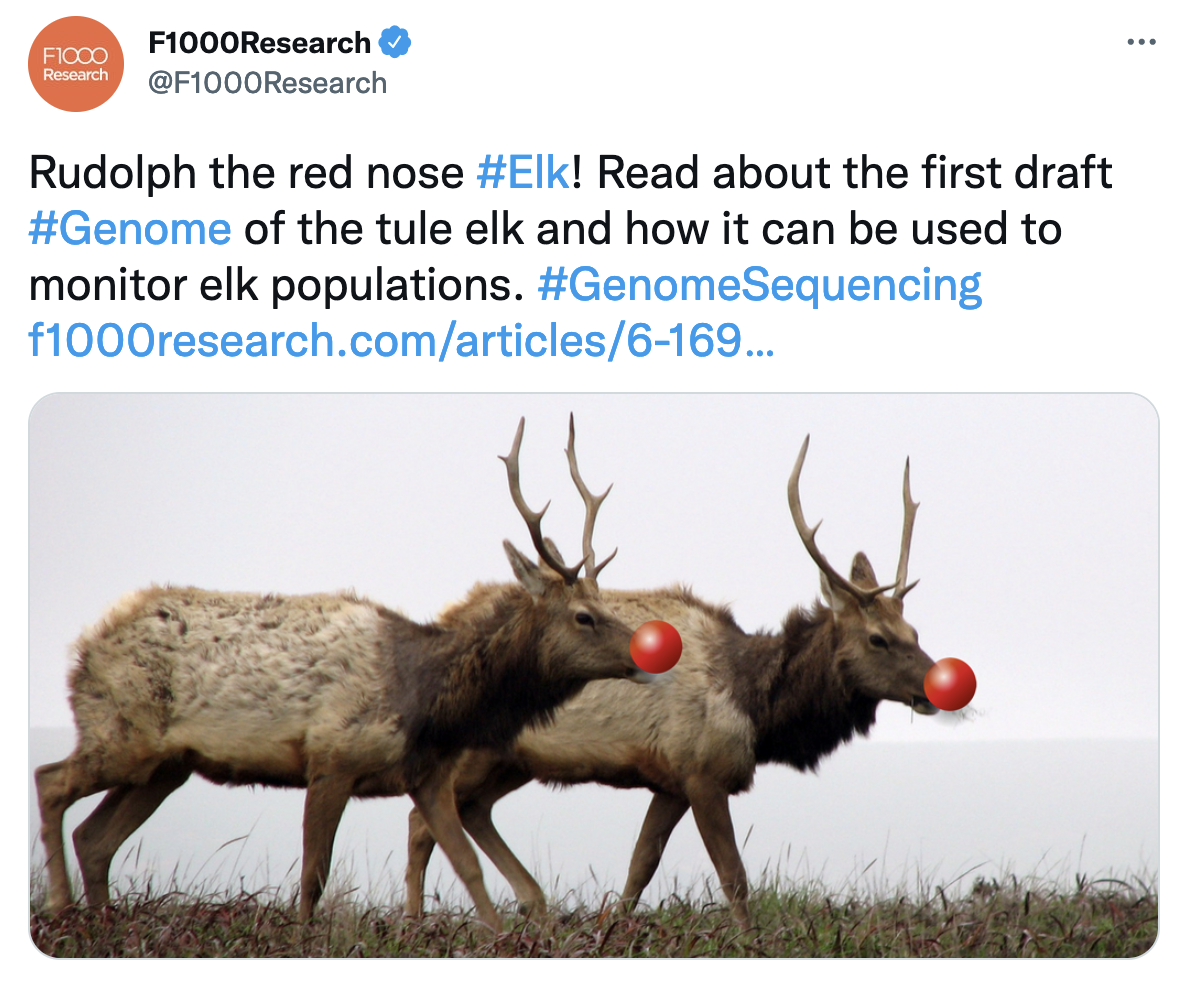 F1000
Research
F1000Research
@F1000Research
Rudolph the red nose #Elk! Read about the first draft
#Genome of the tule elk and how it can be used to
monitor elk populations. #GenomeSequencing
f1000research.com/articles/6-169…